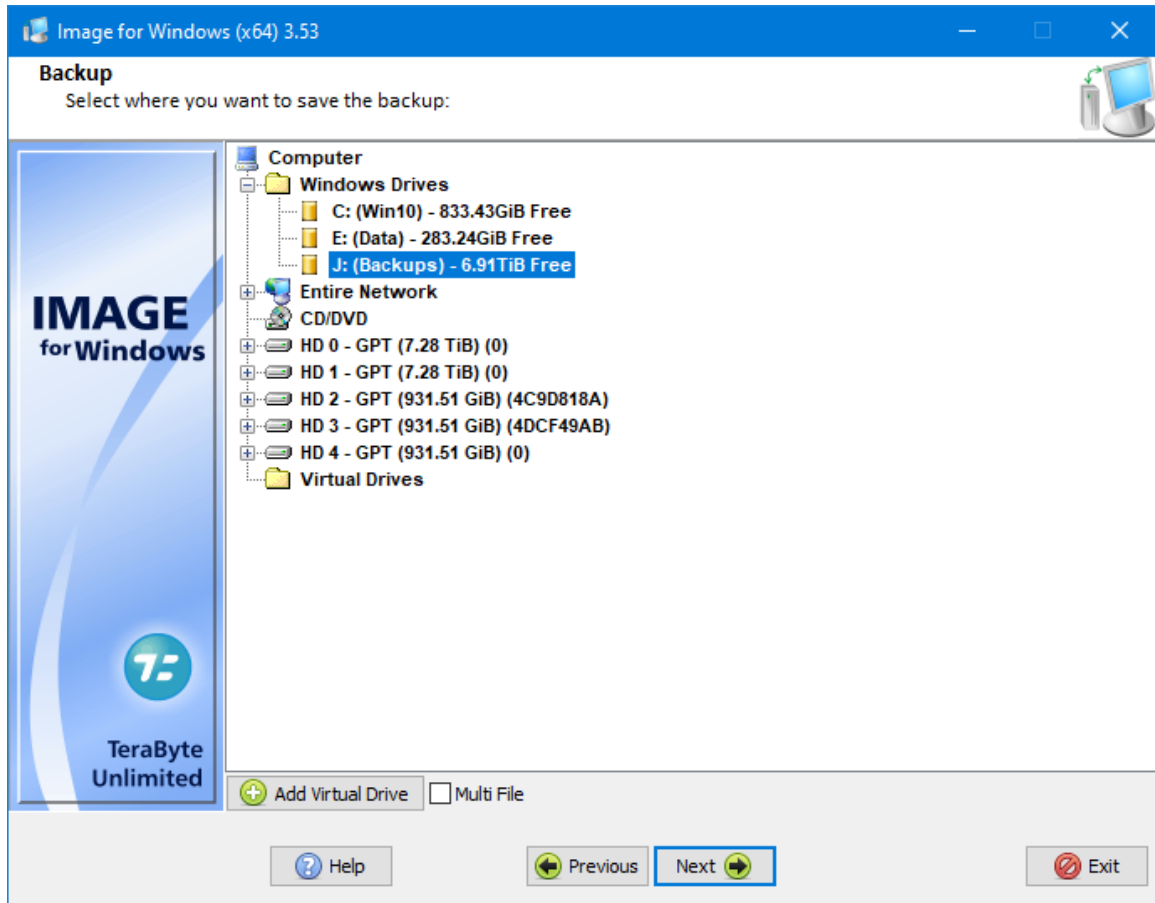 Image for Windows (x64) 3.53
Backup
Select where you want to save the backup:
Computer
Windows Drives
C: (Win10) - 833.43GiB Free
E: (Data) - 283.24GiB Free
J: (Backups) - 6.91TiB Free
Entire Network
CD/DVD
HD 0 - GPT (7.28 TiB) (0)
HD 1 - GPT (7.28 TiB) (0)
HD 2 - GPT (931.51 GiB) (4C9D818A)
HD 3 - GPT (931.51 GiB) (4DCF49AB)
HD 4 - GPT (931.51 GiB) (0)
Virtual Drives
IMAGE
for Windows
TeraByte
Unlimited
Add Virtual Drive
Multi File
Help
Previous
Next
Exit